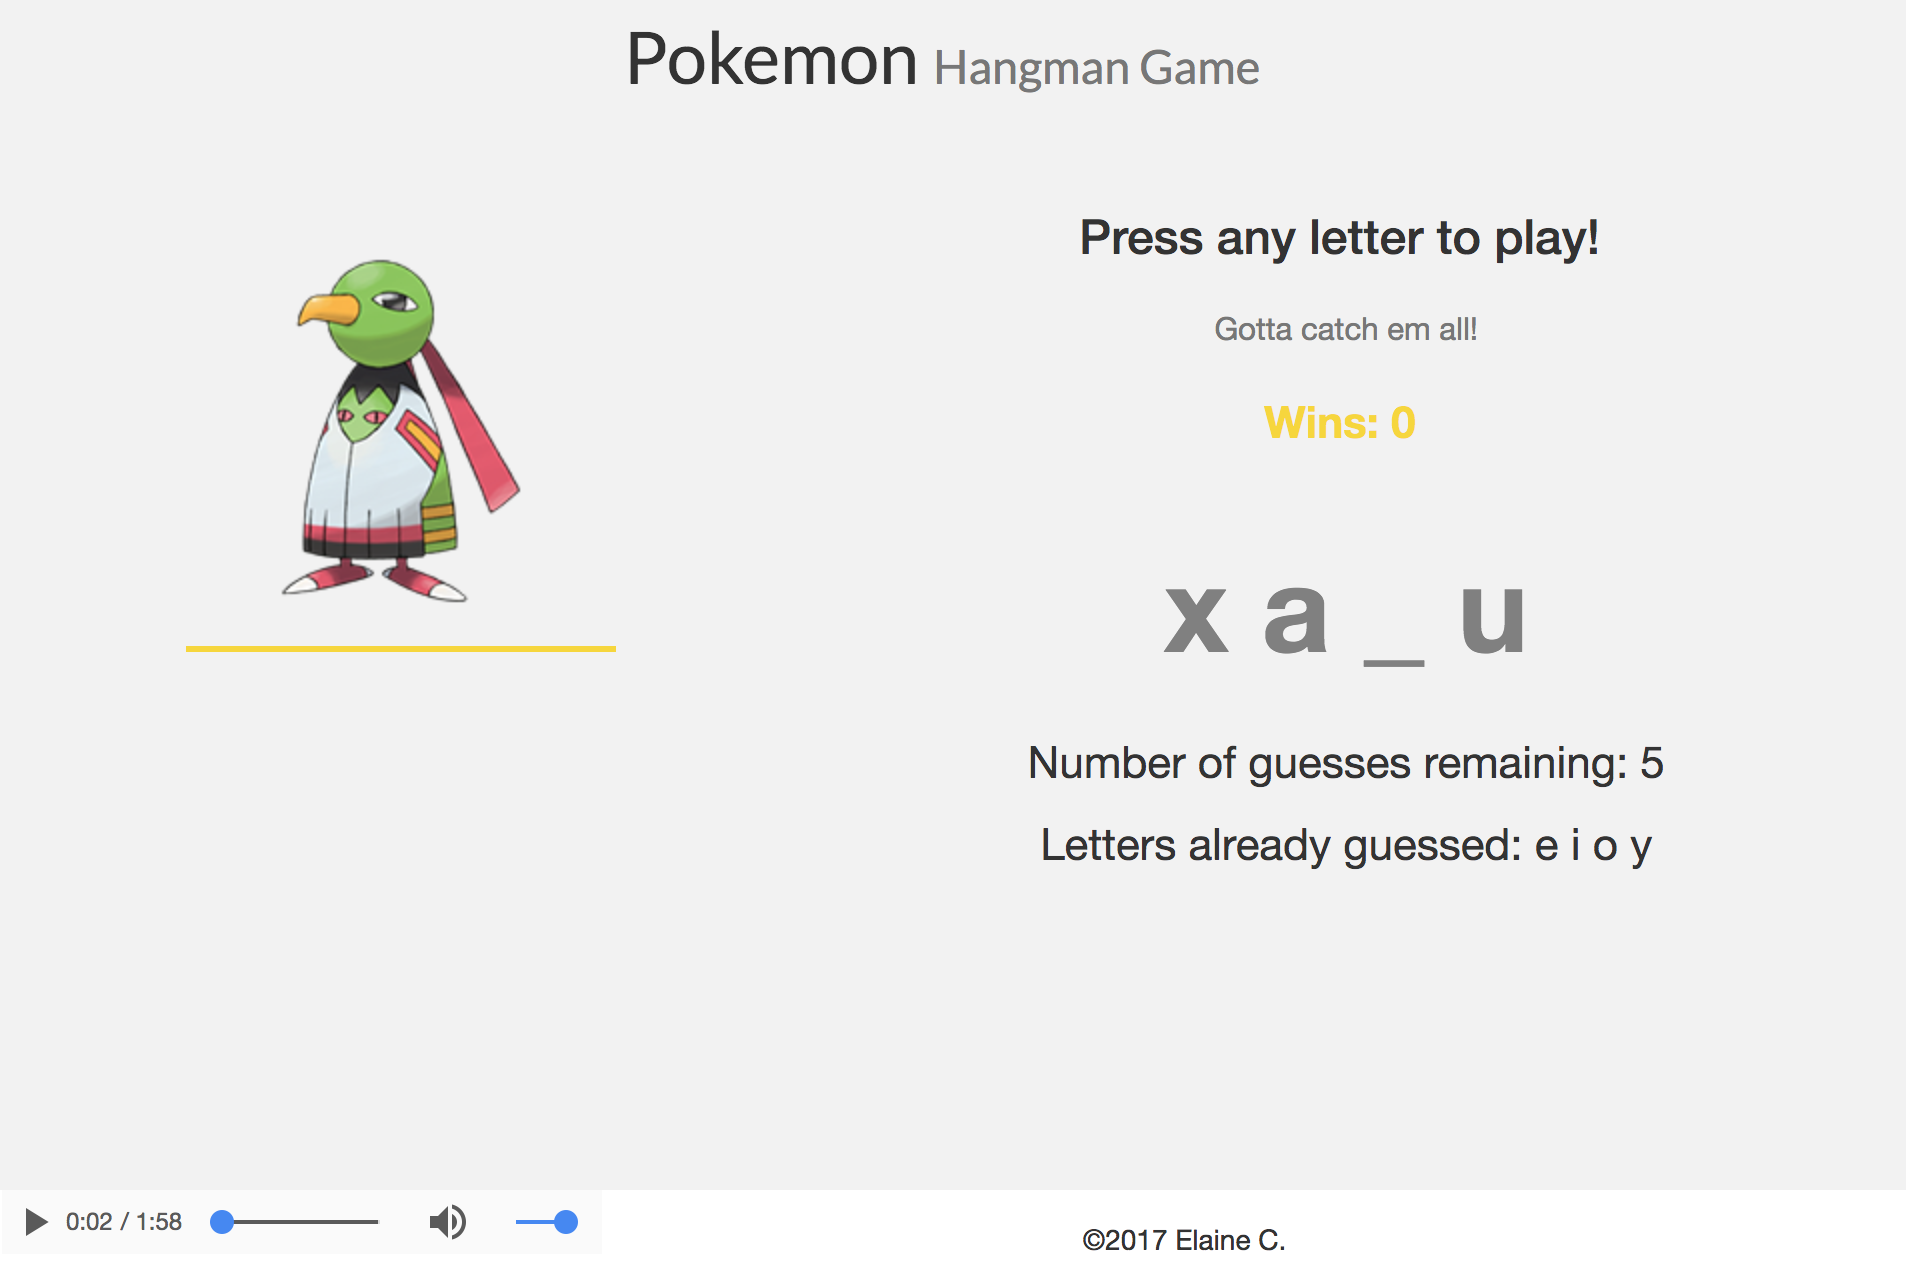 Pokemon Hangman Game
Press any letter to play!
Gotta catch em all!
Wins: 0
x a _ u
Number of guesses remaining: 5
Letters already guessed: e i o y
0:02 / 1:58
©2017 Elaine C.